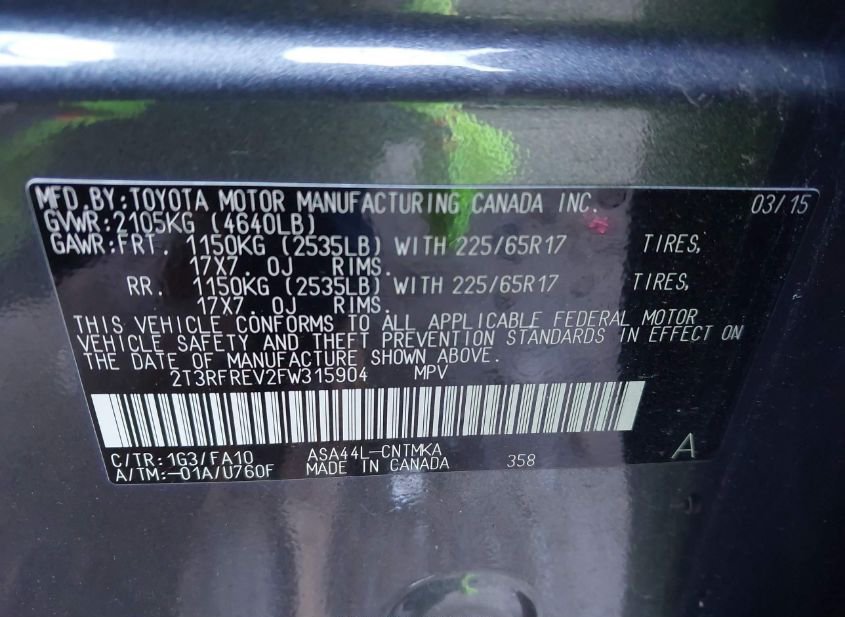 MFD.BY:TOYOTA MOTOR MANUFACTURING CANADA INC. 03/15
GVWR:2105KG (4640LB)
GAWR:FRT. 1150KG (2535LB) WITH 225/65R17 TIRES,
17X7.0J RIMS.
RR. 1150KG (2535LB) WITH 225/65R17 TIRES,
17X7.0J RIMS.
THIS VEHICLE CONFORMS TO ALL APPLICABLE FEDERAL MOTOR
VEHICLE SAFETY AND THEFT PREVENTION STANDARDS IN EFFECT ON
THE DATE OF MANUFACTURE SHOWN ABOVE.
2T3RFREV2FW315904 MPV
C/TR:1G3/FA10 ASA44L-CNTMKA
A/TM:-01A/U760F MADE IN CANADA 358 A